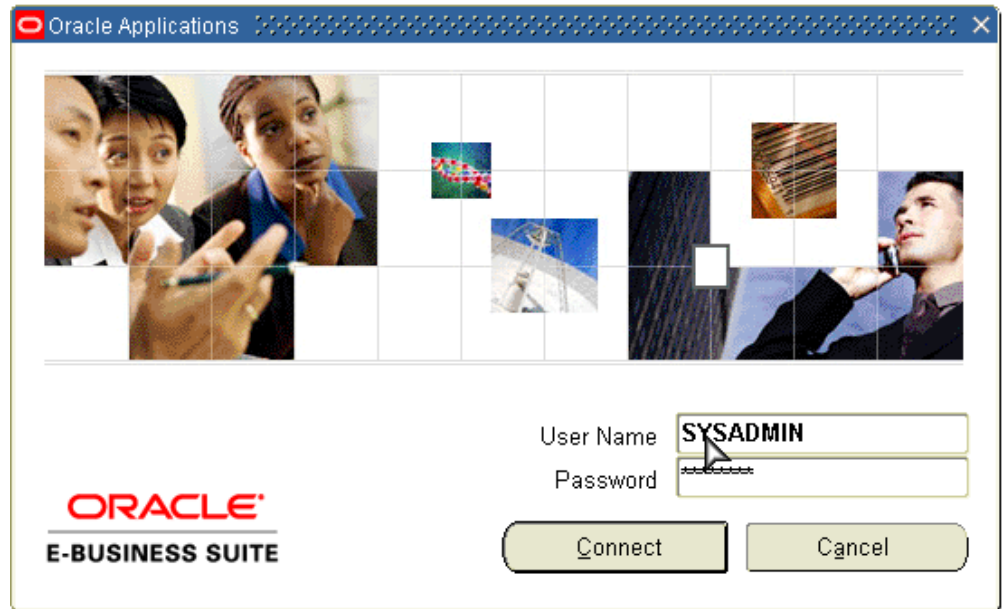 Oracle Applications
User Name SYSADMIN
Password ********
ORACLE
E-BUSINESS SUITE
Connect Cancel